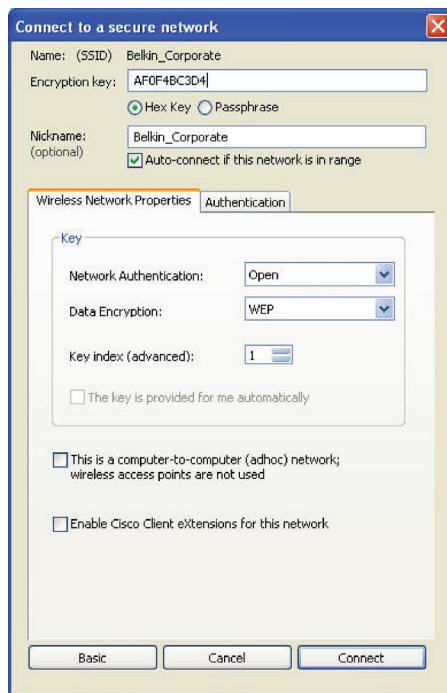 Connect to a secure network
Name: (SSID) Belkin_Corporate
Encryption key: AF0F4BC3D4
Hex Key Passphrase
Nickname: Belkin_Corporate
(optional)
Auto-connect if this network is in range
Wireless Network Properties Authentication
Key
Network Authentication: Open
Data Encryption: WEP
Key index (advanced): 1
The key is provided for me automatically
This is a computer-to-computer (adhoc) network;
wireless access points are not used
Enable Cisco Client eXtensions for this network
Basic Cancel Connect